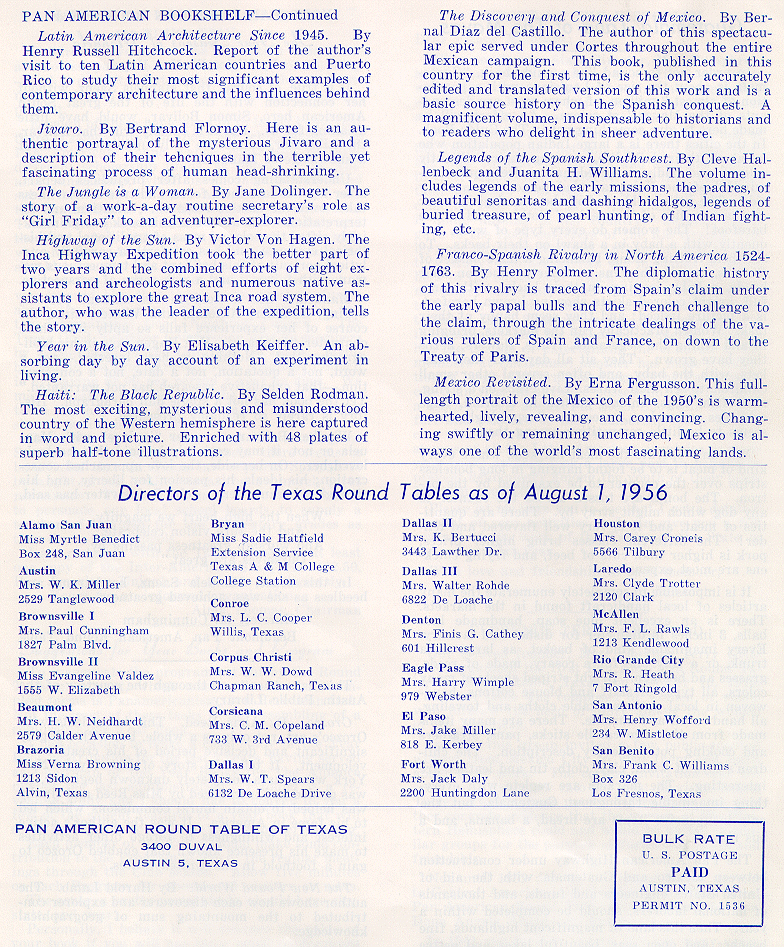 PAN AMERICAN BOOKSHELF—Continued
Latin American Architecture Since 1945. By
Henry Russell Hitchcock. Report of the author's
visit to ten Latin American countries and Puerto
Rico to study their most significant examples of
contemporary architecture and the influences behind
them.
Jivaro. By Bertrand Flornoy. Here is an au-
thentic portrayal of the mysterious Jivaro and a
description of their tehcniques in the terrible yet
fascinating process of human head-shrinking.
The Jungle is a Woman. By Jane Dolinger. The
story of a work-a-day routine secretary's role as
"Girl Friday" to an adventurer-explorer.
Highway of the Sun. By Victor Von Hagen. The
Inca Highway Expedition took the better part of
two years and the combined efforts of eight ex-
plorers and archeologists and numerous native as-
sistants to explore the great Inca road system. The
author, who was the leader of the expedition, tells
the story.
Year in the Sun. By Elisabeth Keiffer. An ab-
sorbing day by day account of an experiment in
living.
Haiti: The Black Republic. By Selden Rodman.
The most exciting, mysterious and misunderstood
country of the Western hemisphere is here captured
in word and picture. Enriched with 48 plates of
superb half-tone illustrations.
The Discovery and Conquest of Mexico. By Ber-
nal Diaz del Castillo. The author of this spectacu-
lar epic served under Cortes throughout the entire
Mexican campaign. This book, published in this
country for the first time, is the only accurately
edited and translated version of this work and is a
basic source history on the Spanish conquest. A
magnificent volume, indispensable to historians and
to readers who delight in sheer adventure.
Legends of the Spanish Southwest. By Cleve Hal-
lenbeck and Juanita H. Williams. The volume in-
cludes legends of the early missions, the padres, of
beautiful senoritas and dashing hidalgos, legends of
buried treasure, of pearl hunting, of Indian fight-
ing, etc.
Franco-Spanish Rivalry in North America 1524-
1763. By Henry Folmer. The diplomatic history
of this rivalry is traced from Spain's claim under
the early papal bulls and the French challenge to
the claim, through the intricate dealings of the va-
rious rulers of Spain and France, on down to the
Treaty of Paris.
Mexico Revisited. By Erna Fergusson. This full-
length portrait of the Mexico of the 1950's is warm-
hearted, lively, revealing, and convincing. Chang-
ing swiftly or remaining unchanged, Mexico is al-
ways one of the world's most fascinating lands.
Directors of the Texas Round Tables as of August 1, 1956
Alamo San Juan
Miss Myrtle Benedict
Box 248, San Juan
Austin
Mrs. W. K. Miller
2529 Tanglewood
Brownsville I
Mrs. Paul Cunningham
1827 Palm Blvd.
Brownsville II
Miss Evangeline Valdez
1555 W. Elizabeth
Beaumont
Mrs. H. W. Neidhardt
2579 Calder Avenue
Brazoria
Miss Verna Browning
1213 Sidon
Alvin, Texas
Bryan
Miss Sadie Hatfield
Extension Service
Texas A & M College
College Station
Conroe
Mrs. L. C. Cooper
Willis, Texas
Corpus Christi
Mrs. W. W. Dowd
Chapman Ranch, Texas
Corsicana
Mrs. C. M. Copeland
733 W. 3rd Avenue
Dallas I
Mrs. W. T. Spears
6132 De Loache Drive
Dallas II
Mrs. K. Bertucci
3443 Lawther Dr.
Dallas III
Mrs. Walter Rohde
6822 De Loache
Denton
Mrs. Finis G. Cathey
601 Hillcrest
Eagle Pass
Mrs. Harry Wimple
979 Webster
El Paso
Mrs. Jake Miller
818 E. Kerbey
Fort Worth
Mrs. Jack Daly
2200 Huntingdon Lane
Houston
Mrs. Carey Croneis
5566 Tilbury
Laredo
Mrs. Clyde Trotter
2120 Clark
McAllen
Mrs. F. L. Rawls
1213 Kendlewood
Rio Grande City
Mrs. R. Heath
7 Fort Ringold
San Antonio
Mrs. Henry Wofford
234 W. Mistletoe
San Benito
Mrs. Frank C. Williams
Box 326
Los Fresnos, Texas
PAN AMERICAN ROUND TABLE OF TEXAS
3400 DUVAL
AUSTIN 5, TEXAS
BULK RATE
U. S. POSTAGE
PAID
AUSTIN, TEXAS
PERMIT NO. 1536